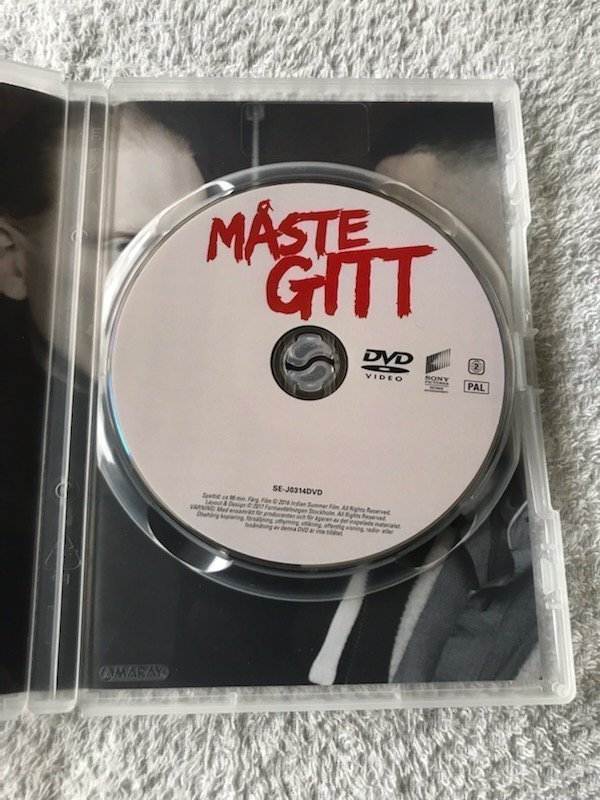 MÅSTE
GITT
DVD
VIDEO
SONY
PICTURES
2
PAL
SE-J0314DVD
Speltid: ca 96 min. Färg. Film © 2016 Indian Summer Film. All Rights Reserved.
Layout & Design © 2017 Formavdelningen Stockholm. All Rights Reserved.
VARNING: Med ensamrätt för producenten och för ägaren av det inspelade materialet.
Obehörig kopiering, försäljning, uthyrning, utlåning, offentlig visning, radio- eller
tvsändning av denna DVD är inte tillåtet.
AMARAY